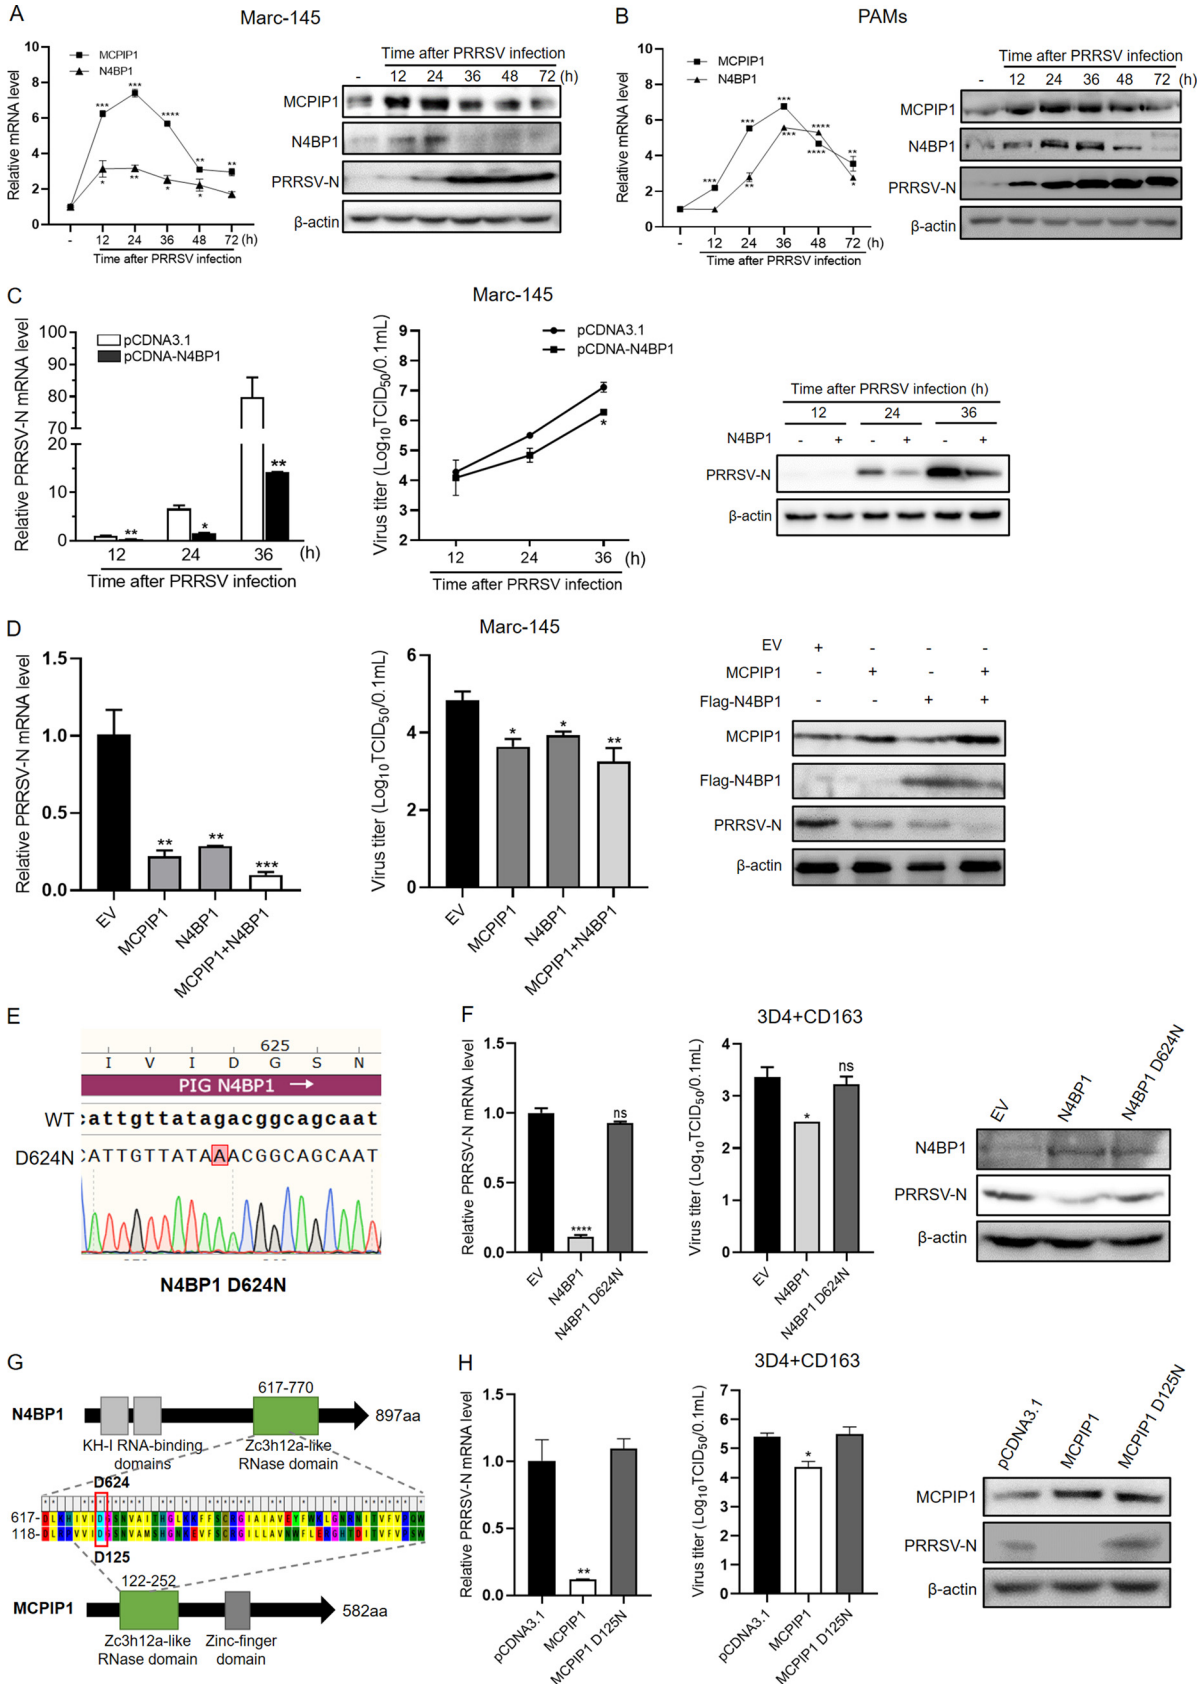 A
Marc-145
MCPIP1
N4BP1
Relative mRNA level
10
8
6
4
2
0
- 12 24 36 48 72 (h)
Time after PRRSV infection
*** *** **** ** **
* ** * *
Time after PRRSV infection
- 12 24 36 48 72 (h)
MCPIP1
N4BP1
PRRSV-N
β-actin
B
PAMs
MCPIP1
N4BP1
Relative mRNA level
10
8
6
4
2
0
- 12 24 36 48 72 (h)
Time after PRRSV infection
*** *** *** **** **
** *** **** *
Time after PRRSV infection
- 12 24 36 48 72 (h)
MCPIP1
N4BP1
PRRSV-N
β-actin
C
Marc-145
pCDNA3.1
pCDNA-N4BP1
Relative PRRSV-N mRNA level
100
90
80
70
20
10
0
** * **
12 24 36 (h)
Time after PRRSV infection
pCDNA3.1
pCDNA-N4BP1
Virus titer (Log10TCID50/0.1mL)
9
8
7
6
5
4
3
2
*
12 24 36 (h)
Time after PRRSV infection
Time after PRRSV infection (h)
12 24 36
N4BP1 - + - + - +
PRRSV-N
β-actin
D
Marc-145
Relative PRRSV-N mRNA level
1.5
1.0
0.5
0.0
** ** ***
EV
MCPIP1
N4BP1
MCPIP1+N4BP1
Virus titer (Log10TCID50/0.1mL)
6
4
2
0
* * **
EV
MCPIP1
N4BP1
MCPIP1+N4BP1
EV + - - -
MCPIP1 - + - +
Flag-N4BP1 - - + +
MCPIP1
Flag-N4BP1
PRRSV-N
β-actin
E
625
I V I D G S N
PIG N4BP1 →
WT cattgttatagacggcagcaat
D624N CATTGTTATAAACGGCAGCAAT
N4BP1 D624N
F
3D4+CD163
Relative PRRSV-N mRNA level
1.5
1.0
0.5
0.0
**** ns
EV
N4BP1
N4BP1 D624N
Virus titer (Log10TCID50/0.1mL)
4
3
2
1
0
* ns
EV
N4BP1
N4BP1 D624N
EV
N4BP1
N4BP1 D624N
N4BP1
PRRSV-N
β-actin
G
617-770
N4BP1
897aa
KH-I RNA-binding domains
Zc3h12a-like RNase domain
D624
617-
118-
D125
122-252
MCPIP1
582aa
Zc3h12a-like RNase domain
Zinc-finger domain
H
3D4+CD163
Relative PRRSV-N mRNA level
1.5
1.0
0.5
0.0
**
pCDNA3.1
MCPIP1
MCPIP1 D125N
Virus titer (Log10TCID50/0.1mL)
7
6
5
4
3
2
1
0
*
pCDNA3.1
MCPIP1
MCPIP1 D125N
pCDNA3.1
MCPIP1
MCPIP1 D125N
MCPIP1
PRRSV-N
β-actin